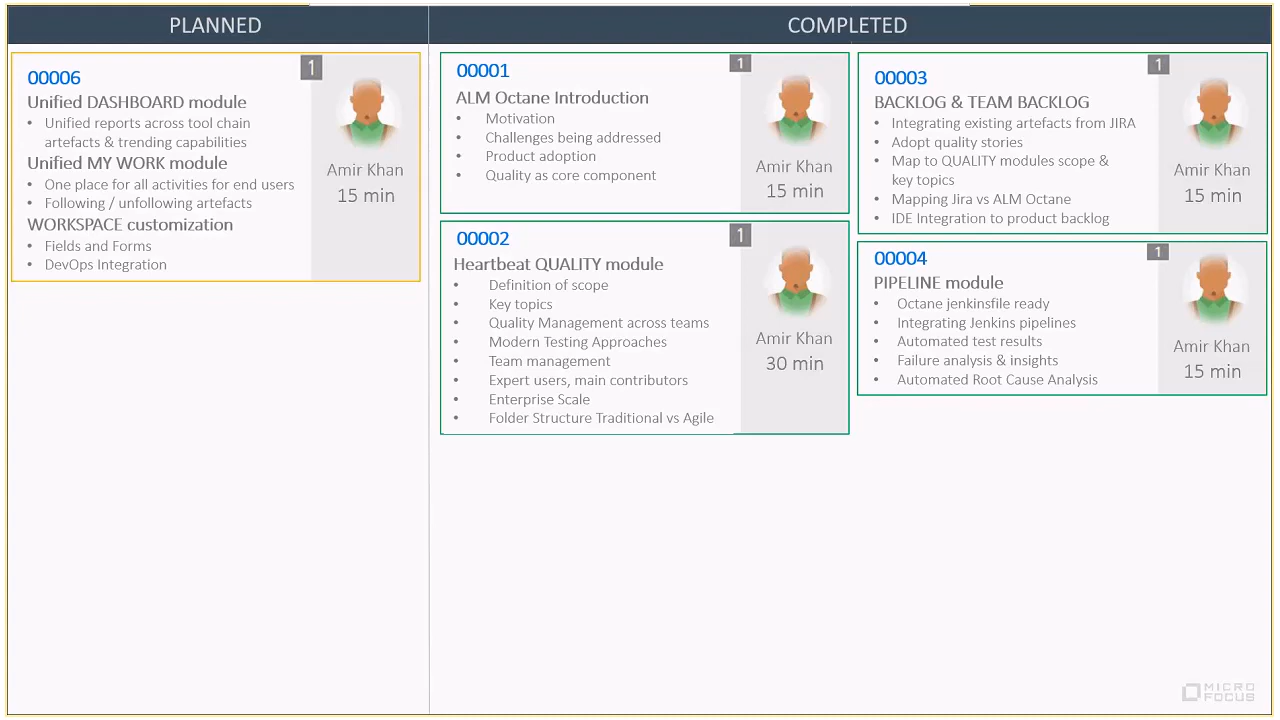 PLANNED
COMPLETED
00006
1
Unified DASHBOARD module
• Unified reports across tool chain
artefacts & trending capabilities
Unified MY WORK module
• One place for all activities for end users
• Following / unfollowing artefacts
WORKSPACE customization
• Fields and Forms
• DevOps Integration
Amir Khan
15 min
00001
1
ALM Octane Introduction
• Motivation
• Challenges being addressed
• Product adoption
• Quality as core component
Amir Khan
15 min
00002
1
Heartbeat QUALITY module
• Definition of scope
• Key topics
• Quality Management across teams
• Modern Testing Approaches
• Team management
• Expert users, main contributors
• Enterprise Scale
• Folder Structure Traditional vs Agile
Amir Khan
30 min
00003
1
BACKLOG & TEAM BACKLOG
• Integrating existing artefacts from JIRA
• Adopt quality stories
• Map to QUALITY modules scope &
key topics
• Mapping Jira vs ALM Octane
• IDE Integration to product backlog
Amir Khan
15 min
00004
1
PIPELINE module
• Octane jenkinsfile ready
• Integrating Jenkins pipelines
• Automated test results
• Failure analysis & insights
• Automated Root Cause Analysis
Amir Khan
15 min
MICRO
FOCUS